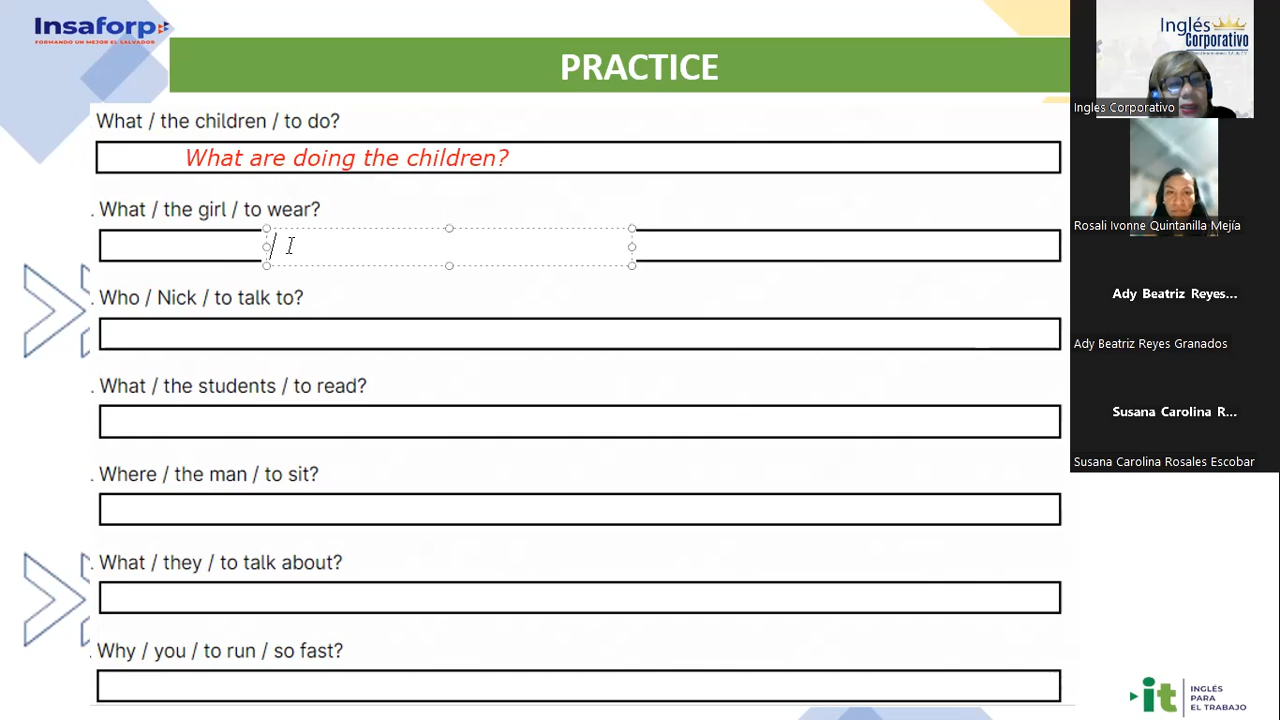 Insaforp
FORMANDO UN MEJOR EL SALVADOR
PRACTICE
What / the children / to do?
What are doing the children?
. What / the girl / to wear?
. Who / Nick / to talk to?
. What / the students / to read?
. Where / the man / to sit?
. What / they / to talk about?
. Why / you / to run / so fast?
Inglés
Corporativo
Ingles Corporativo
Rosali Ivonne Quintanilla Mejía
Ady Beatriz Reyes...
Ady Beatriz Reyes Granados
Susana Carolina R...
Susana Carolina Rosales Escobar
it
INGLÉS
PARA
EL TRABAJO